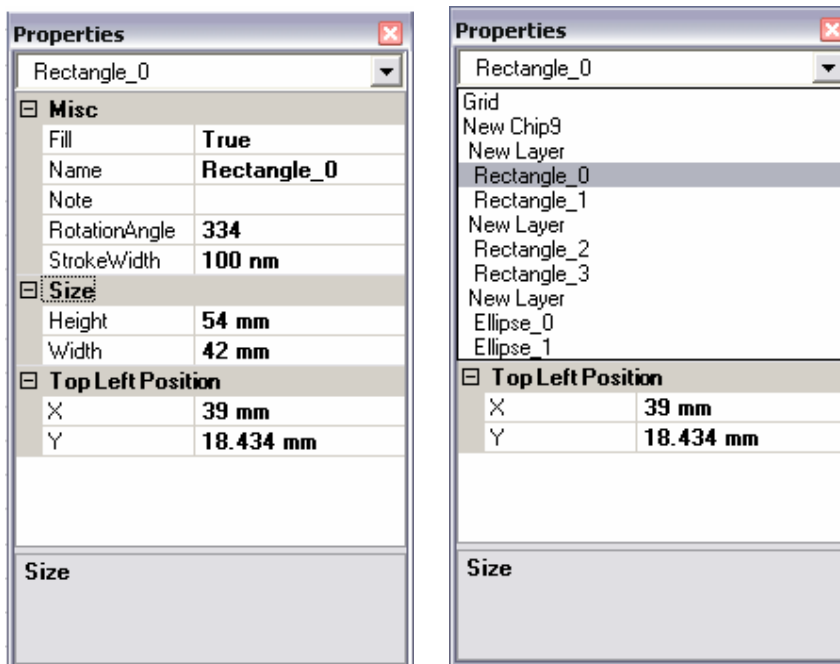 Properties
Rectangle_0
Misc
Fill True
Name Rectangle_0
Note
RotationAngle 334
StrokeWidth 100 nm
Size
Height 54 mm
Width 42 mm
Top Left Position
X 39 mm
Y 18.434 mm
Size
Properties
Rectangle_0
Grid
New Chip9
New Layer
Rectangle_0
Rectangle_1
New Layer
Rectangle_2
Rectangle_3
New Layer
Ellipse_0
Ellipse_1
Top Left Position
X 39 mm
Y 18.434 mm
Size